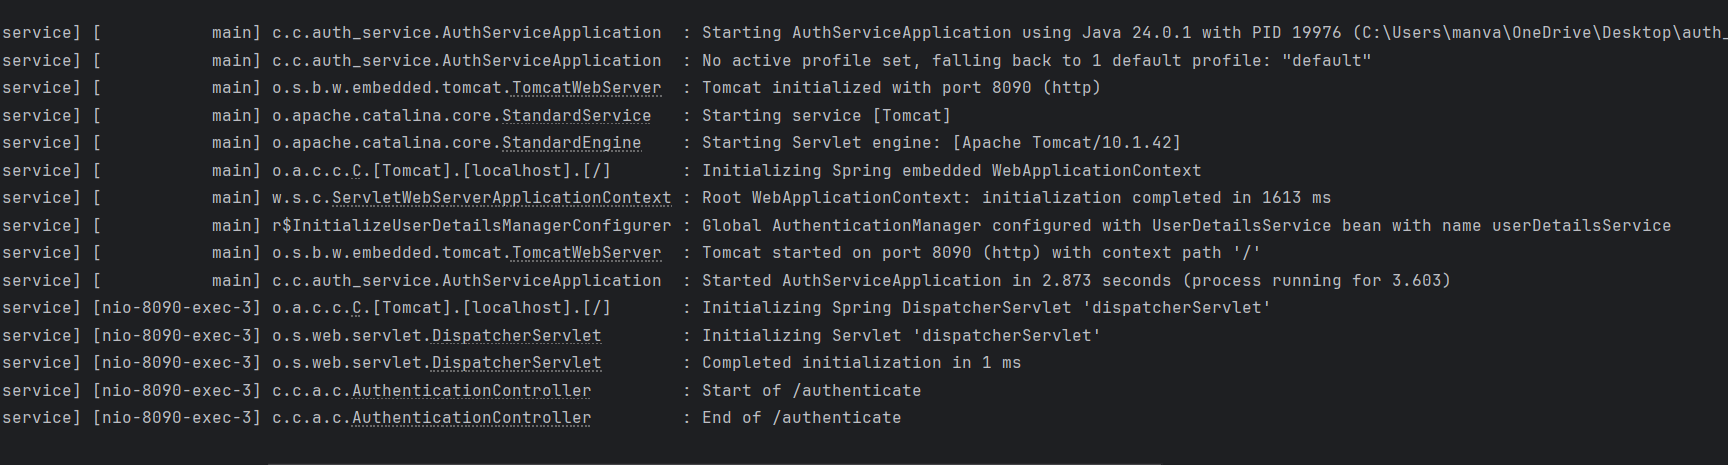 service] [           main] c.c.auth_service.AuthServiceApplication  : Starting AuthServiceApplication using Java 24.0.1 with PID 19976 (C:\Users\manva\OneDrive\Desktop\auth_
service] [           main] c.c.auth_service.AuthServiceApplication  : No active profile set, falling back to 1 default profile: "default"
service] [           main] o.s.b.w.embedded.tomcat.TomcatWebServer  : Tomcat initialized with port 8090 (http)
service] [           main] o.apache.catalina.core.StandardService   : Starting service [Tomcat]
service] [           main] o.apache.catalina.core.StandardEngine    : Starting Servlet engine: [Apache Tomcat/10.1.42]
service] [           main] o.a.c.c.C.[Tomcat].[localhost].[/]       : Initializing Spring embedded WebApplicationContext
service] [           main] w.s.c.ServletWebServerApplicationContext : Root WebApplicationContext: initialization completed in 1613 ms
service] [           main] r$InitializeUserDetailsManagerConfigurer : Global AuthenticationManager configured with UserDetailsService bean with name userDetailsService
service] [           main] o.s.b.w.embedded.tomcat.TomcatWebServer  : Tomcat started on port 8090 (http) with context path '/'
service] [           main] c.c.auth_service.AuthServiceApplication  : Started AuthServiceApplication in 2.873 seconds (process running for 3.603)
service] [nio-8090-exec-3] o.a.c.c.C.[Tomcat].[localhost].[/]       : Initializing Spring DispatcherServlet 'dispatcherServlet'
service] [nio-8090-exec-3] o.s.web.servlet.DispatcherServlet        : Initializing Servlet 'dispatcherServlet'
service] [nio-8090-exec-3] o.s.web.servlet.DispatcherServlet        : Completed initialization in 1 ms
service] [nio-8090-exec-3] c.c.a.c.AuthenticationController         : Start of /authenticate
service] [nio-8090-exec-3] c.c.a.c.AuthenticationController         : End of /authenticate